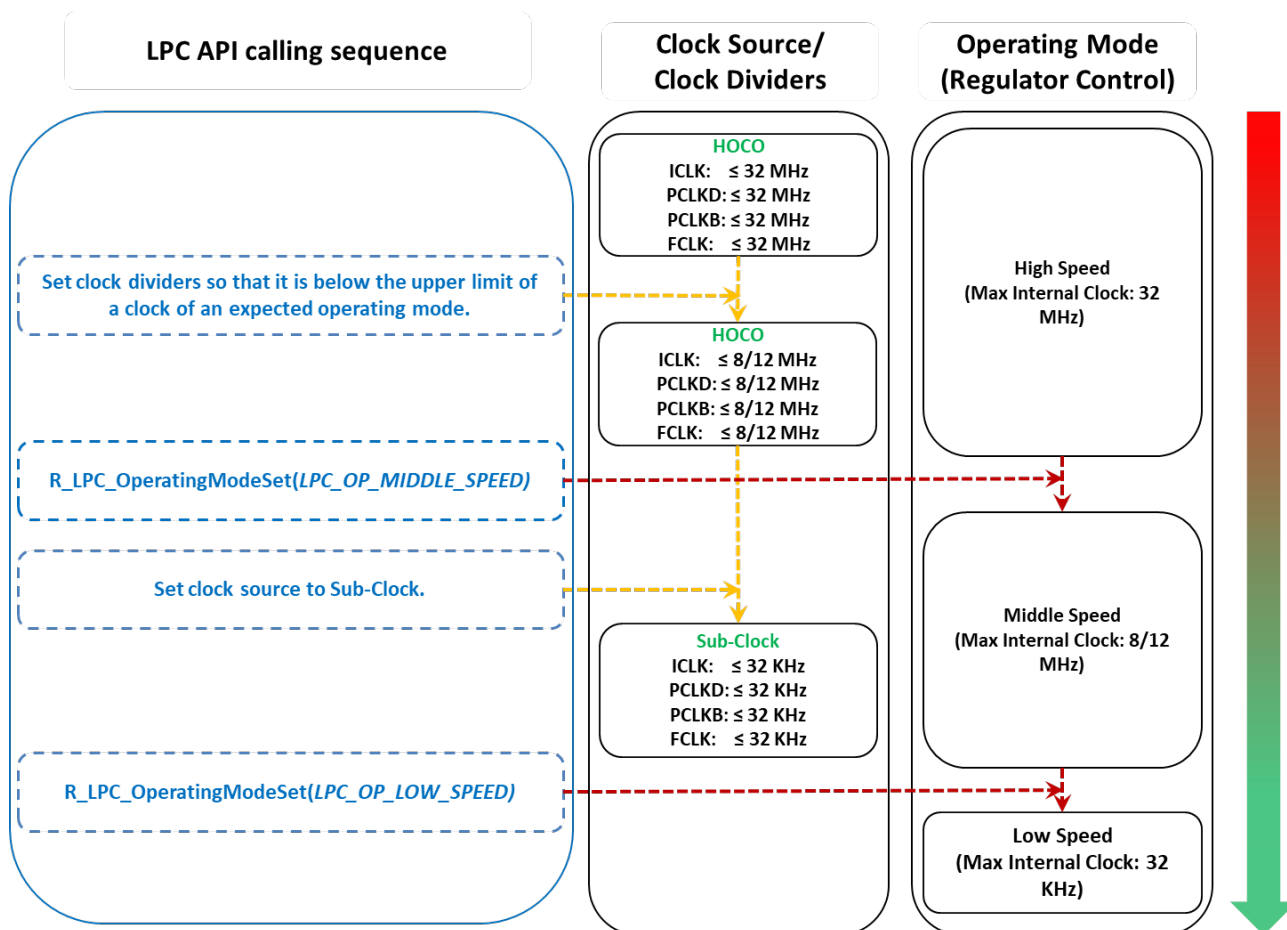 LPC API calling sequence
Clock Source/
Clock Dividers
Operating Mode
(Regulator Control)
HOCO
ICLK: ≤ 32 MHz
PCLKD: ≤ 32 MHz
PCLKB: ≤ 32 MHz
FCLK: ≤ 32 MHz
High Speed
(Max Internal Clock: 32
MHz)
Set clock dividers so that it is below the upper limit of
a clock of an expected operating mode.
HOCO
ICLK: ≤ 8/12 MHz
PCLKD: ≤ 8/12 MHz
PCLKB: ≤ 8/12 MHz
FCLK: ≤ 8/12 MHz
R_LPC_OperatingModeSet(LPC_OP_MIDDLE_SPEED)
Set clock source to Sub-Clock.
Middle Speed
(Max Internal Clock: 8/12
MHz)
Sub-Clock
ICLK: ≤ 32 KHz
PCLKD: ≤ 32 KHz
PCLKB: ≤ 32 KHz
FCLK: ≤ 32 KHz
R_LPC_OperatingModeSet(LPC_OP_LOW_SPEED)
Low Speed
(Max Internal Clock: 32
KHz)